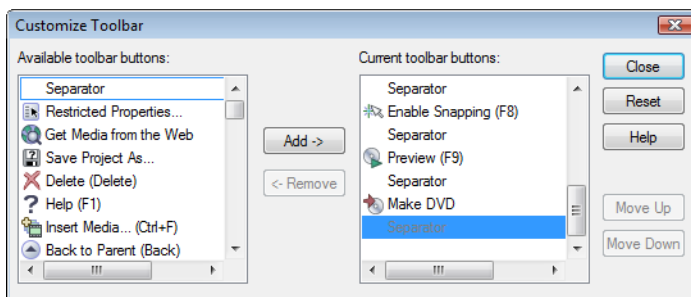 Customize Toolbar
Available toolbar buttons:
Separator
Restricted Properties...
Get Media from the Web
Save Project As...
Delete (Delete)
Help (F1)
Insert Media... (Ctrl+F)
Back to Parent (Back)
Add ->
<- Remove
Current toolbar buttons:
Separator
Enable Snapping (F8)
Separator
Preview (F9)
Separator
Make DVD
Separator
Close
Reset
Help
Move Up
Move Down